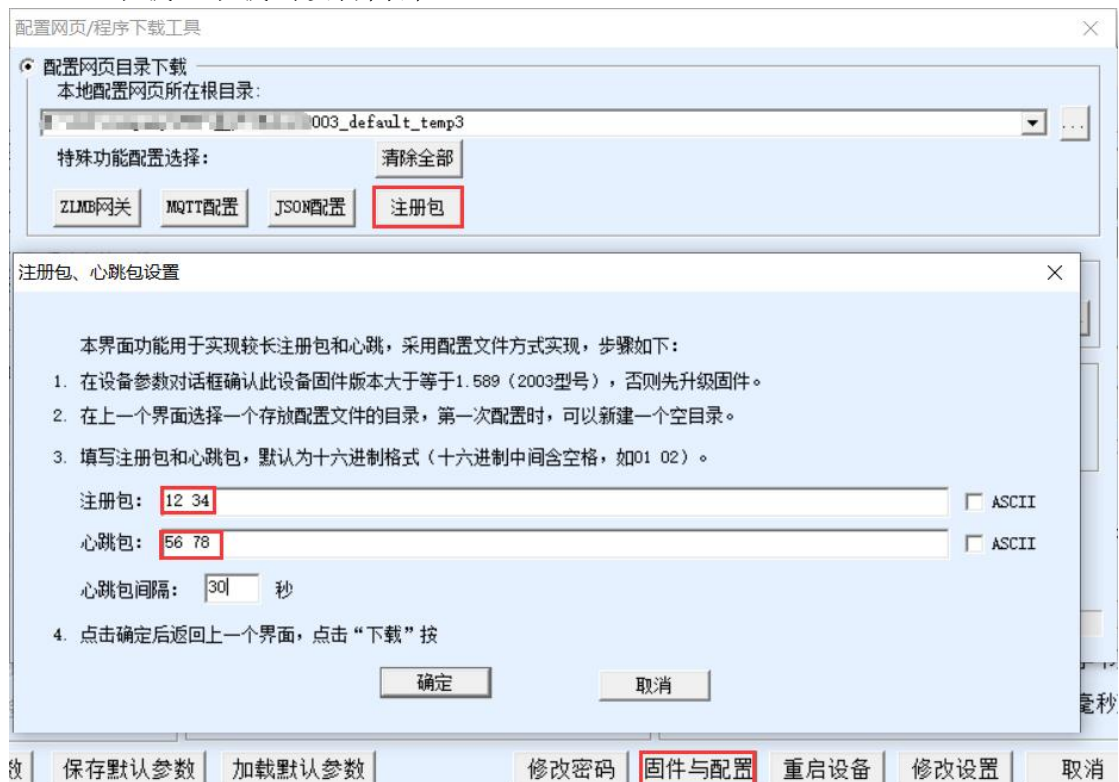 配置网页/程序下载工具
配置网页目录下载
本地配置网页所在根目录:
003_default_temp3
...
特殊功能配置选择:
清除全部
ZLMB网关 MQTT配置 JSON配置 注册包
注册包、心跳包设置
本界面功能用于实现较长注册包和心跳，采用配置文件方式实现，步骤如下：
1. 在设备参数对话框确认此设备固件版本大于等于1.589（2003型号），否则先升级固件。
2. 在上一个界面选择一个存放配置文件的目录，第一次配置时，可以新建一个空目录。
3. 填写注册包和心跳包，默认为十六进制格式（十六进制中间含空格，如01 02）。
注册包: 12 34 ASCII
心跳包: 56 78 ASCII
心跳包间隔: 30 秒
4. 点击确定后返回上一个界面，点击“下载”按
确定 取消
毫秒
数 保存默认参数 加载默认参数 修改密码 固件与配置 重启设备 修改设置 取消